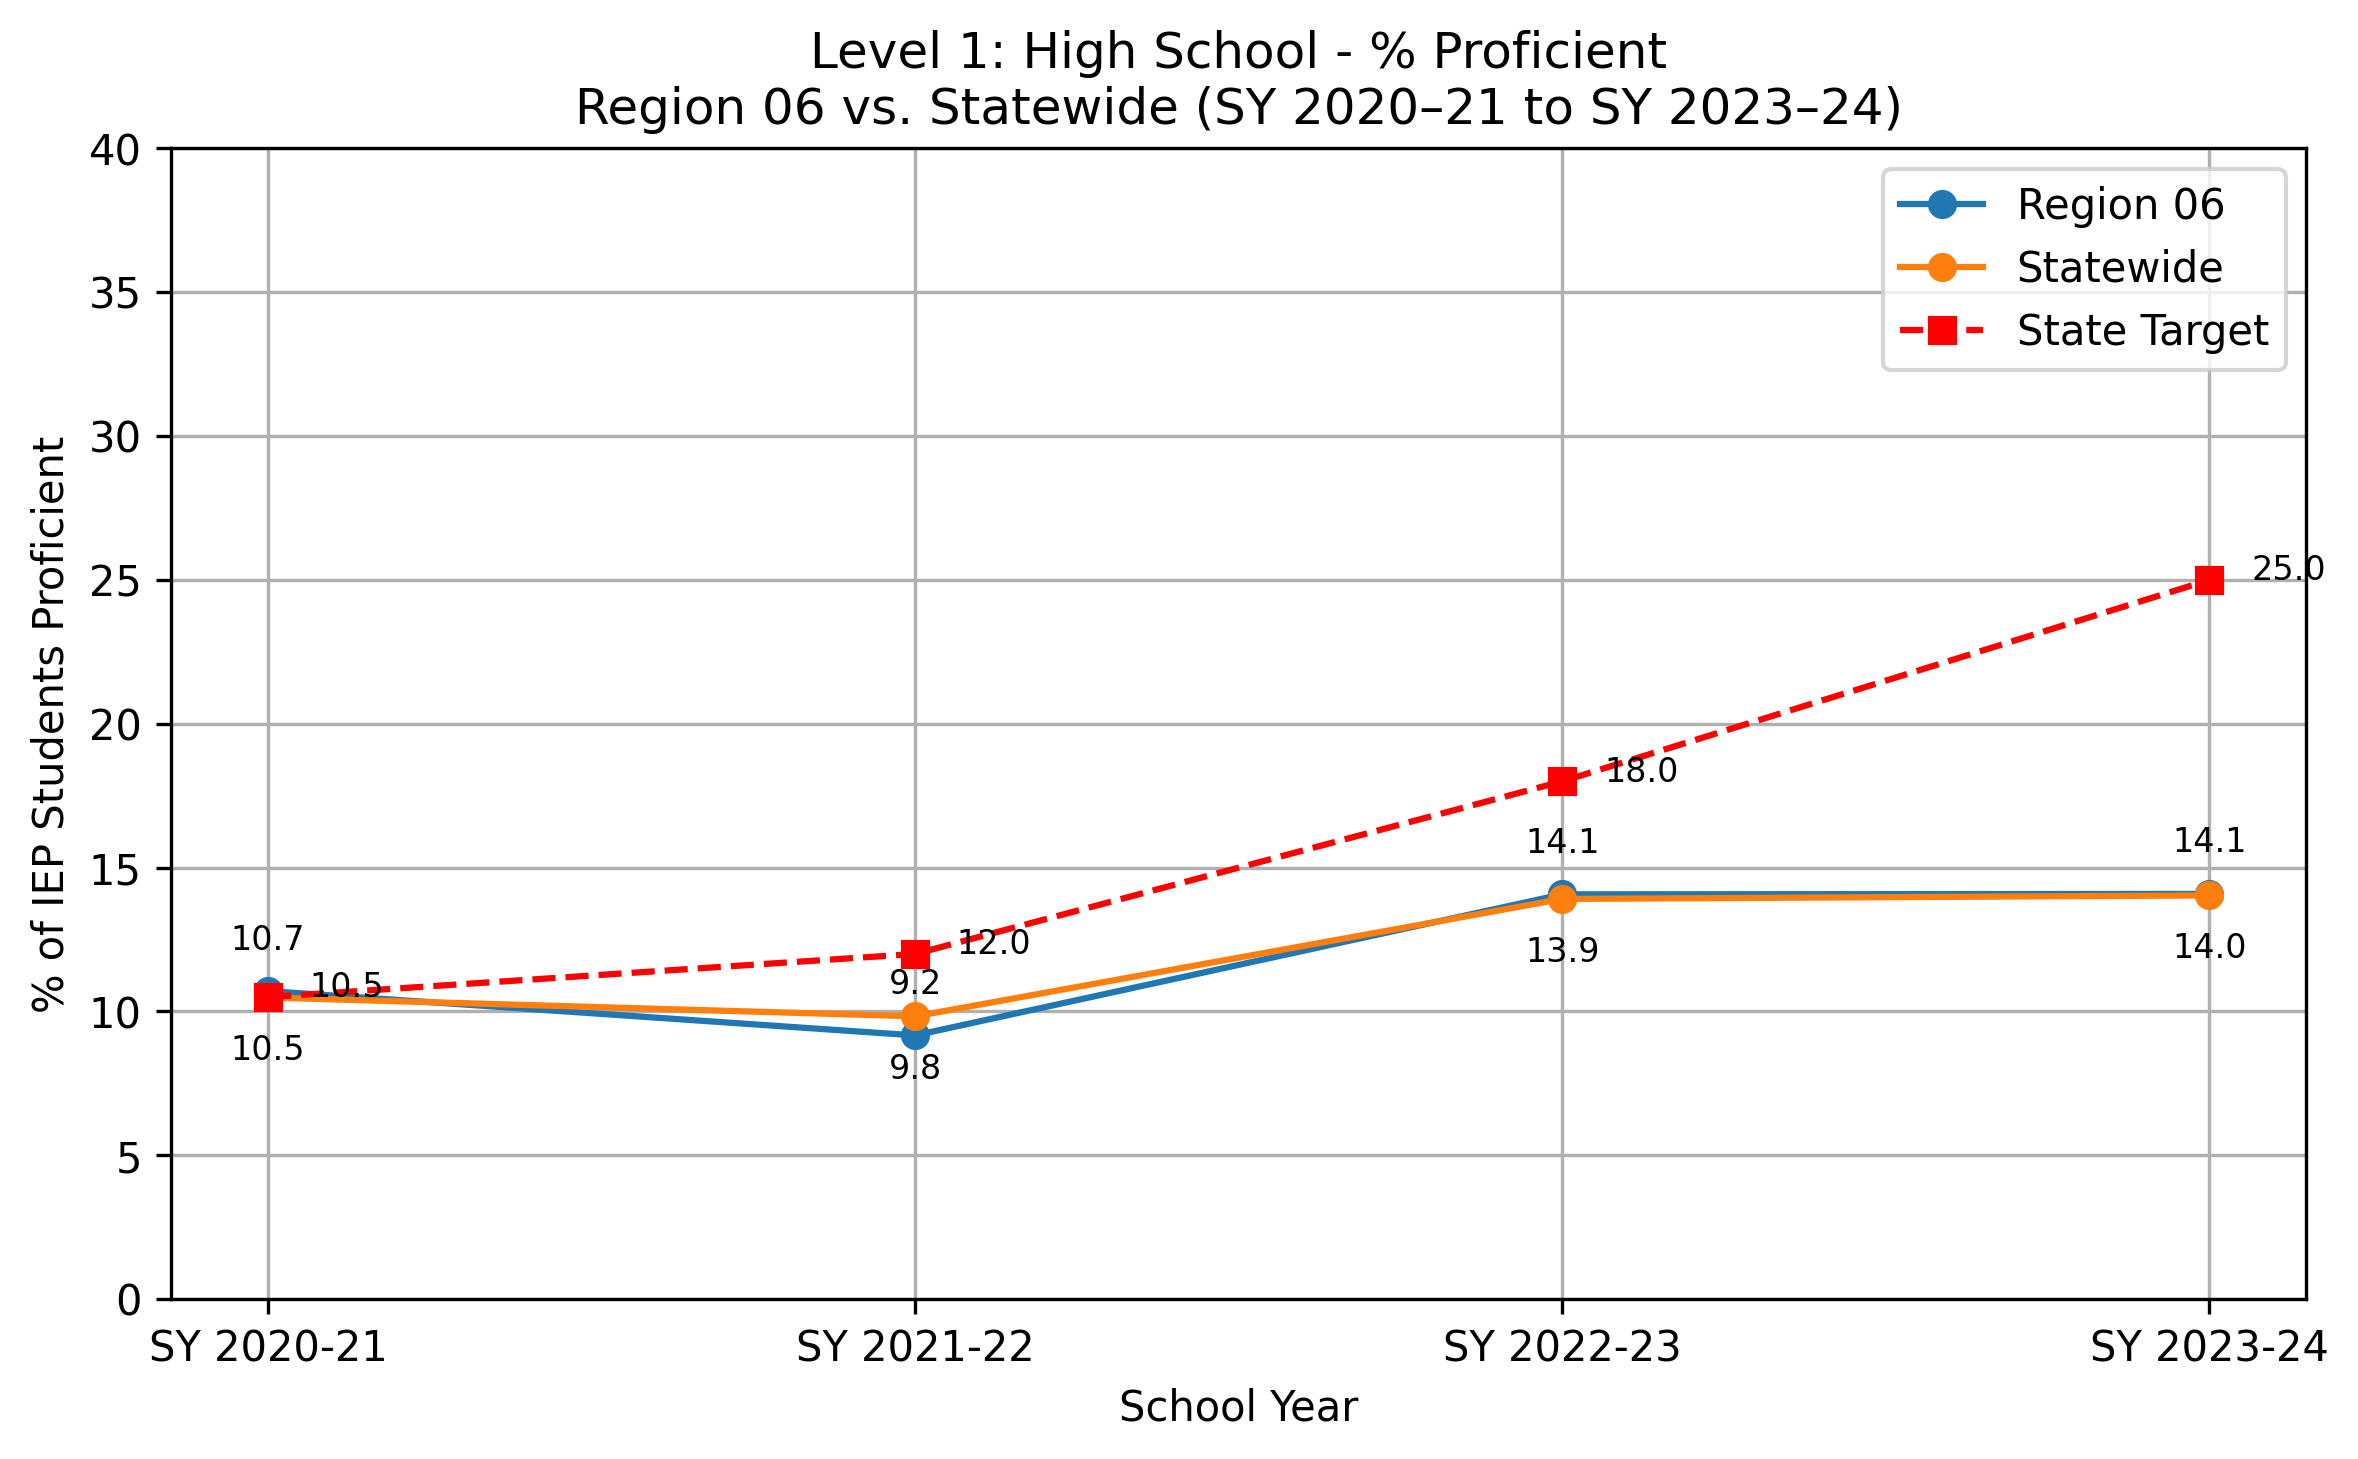 Level 1: High School - % Proficient
Region 06 vs. Statewide (SY 2020–21 to SY 2023–24)
% of IEP Students Proficient
40
35
30
25
20
15
10
5
0
Region 06
Statewide
State Target
10.7
10.5
10.5
12.0
9.2
9.8
18.0
14.1
13.9
25.0
14.1
14.0
SY 2020-21
SY 2021-22
SY 2022-23
SY 2023-24
School Year